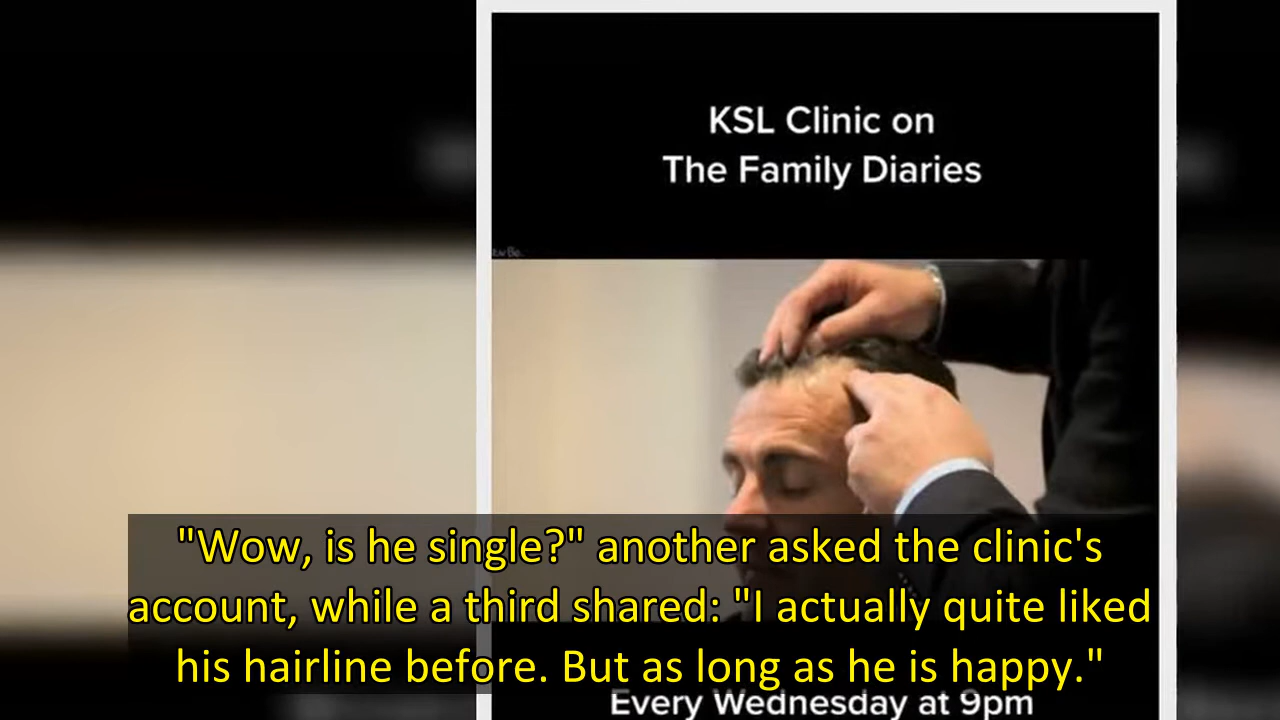 KSL Clinic on
The Family Diaries
"Wow, is he single?" another asked the clinic's
account, while a third shared: "I actually quite liked
his hairline before. But as long as he is happy."
Every Wednesday at 9pm